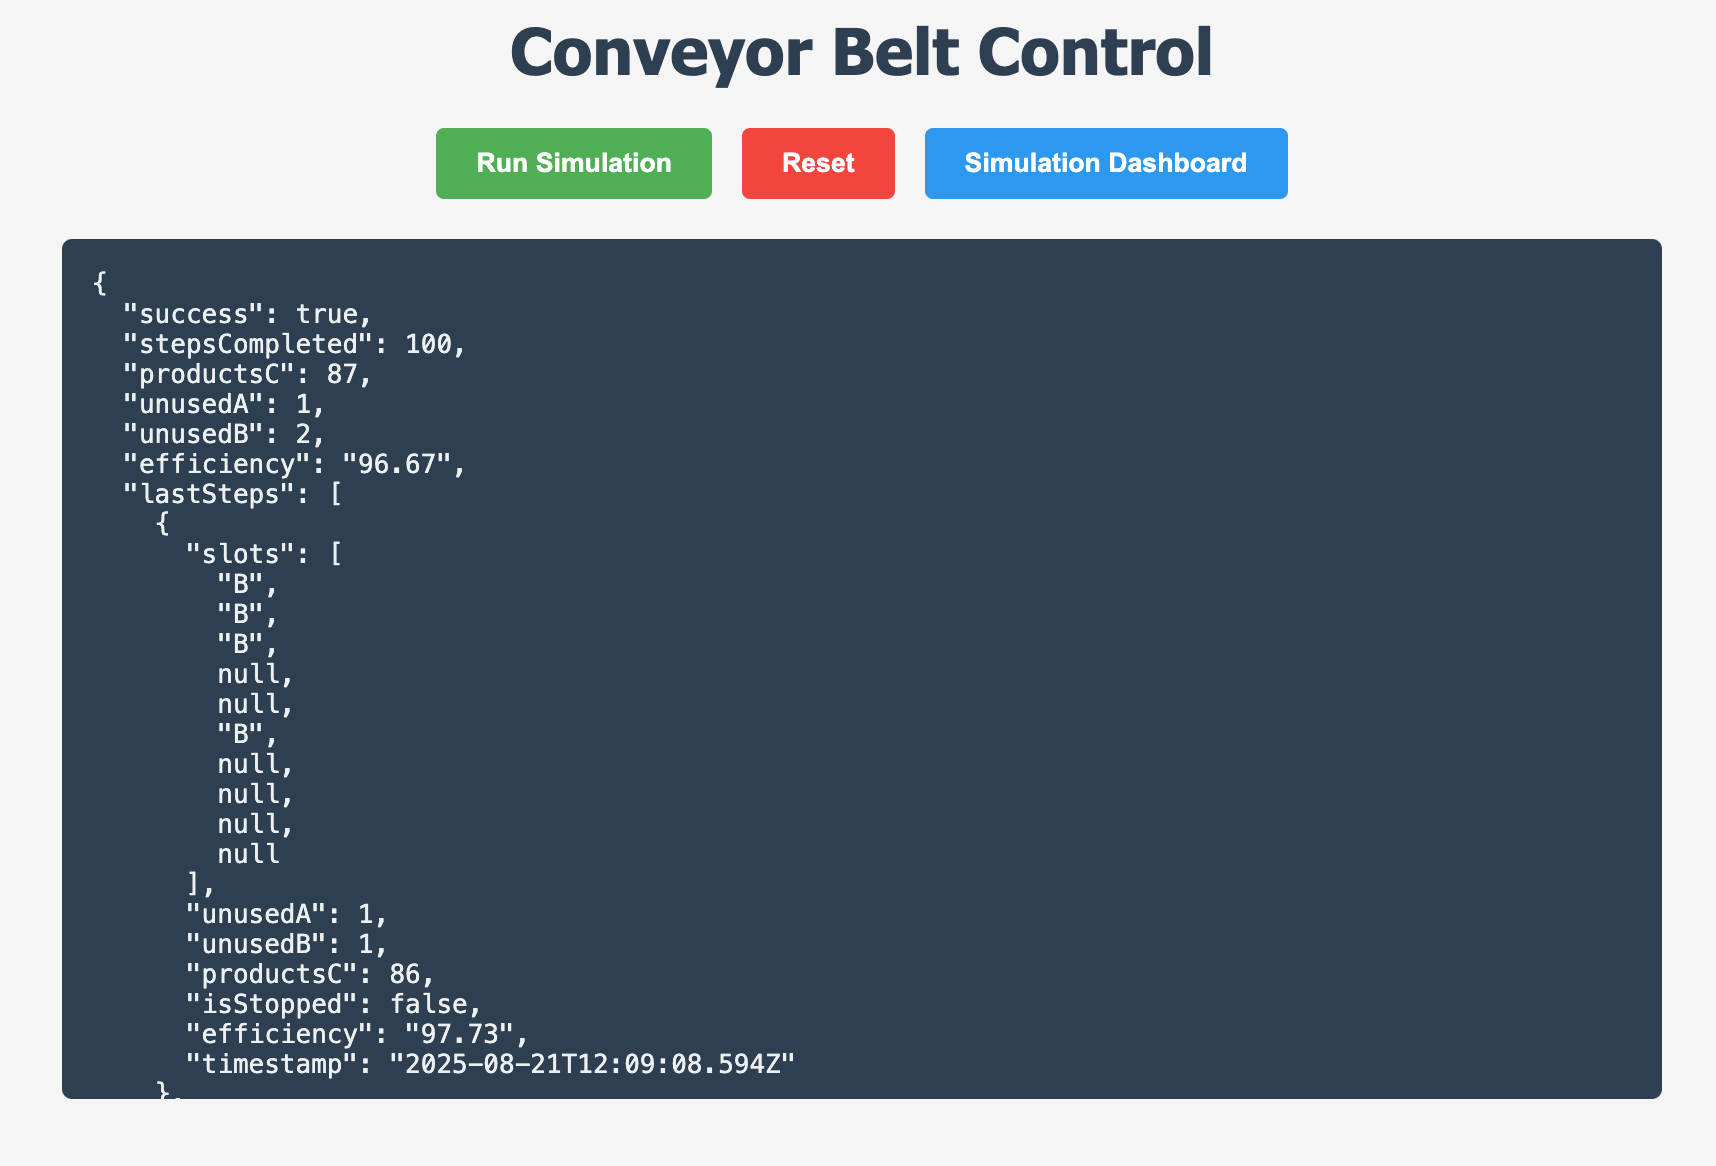 Conveyor Belt Control
Run Simulation
Reset
Simulation Dashboard
{
  "success": true,
  "stepsCompleted": 100,
  "productsC": 87,
  "unusedA": 1,
  "unusedB": 2,
  "efficiency": "96.67",
  "lastSteps": [
    {
      "slots": [
        "B",
        "B",
        "B",
        null,
        null,
        "B",
        null,
        null,
        null,
        null
      ],
      "unusedA": 1,
      "unusedB": 1,
      "productsC": 86,
      "isStopped": false,
      "efficiency": "97.73",
      "timestamp": "2025-08-21T12:09:08.594Z"
    },